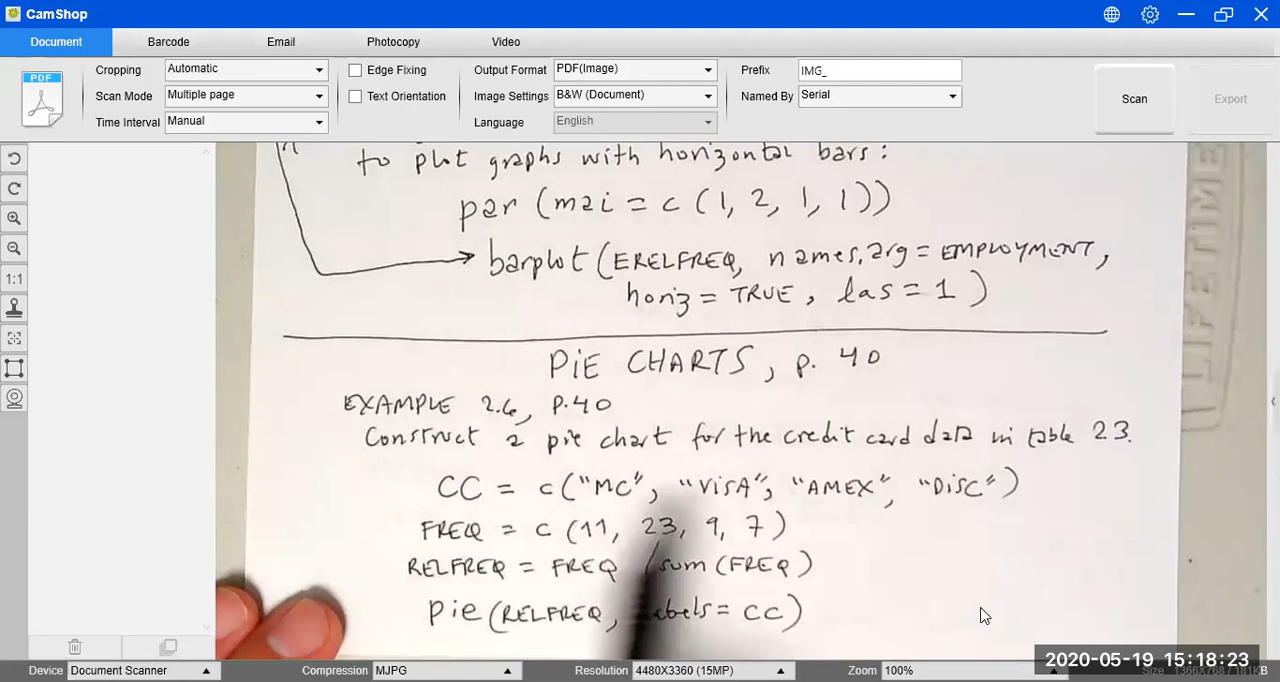 CamShop
Document Barcode Email Photocopy Video
Cropping Automatic Edge Fixing Output Format PDF(Image) Prefix IMG_
PDF Scan Mode Multiple page Text Orientation Image Settings B&W (Document) Named By Serial Scan Export
Time Interval Manual Language English
1:1
to plot graphs with horizontal bars:
par (mai = c (1, 2, 1, 1))
barplot (ERELFREQ, names.arg = EMPLOYMENT,
horiz = TRUE, las = 1 )
LIFETIME
PIE CHARTS, p. 40
EXAMPLE 2.6, P.40
Construct a pie chart for the credit card data in table 23.
CC = c("MC", "VISA", "AMEX", "DISC")
FREQ = c (11, 23, 9, 7)
RELFREQ = FREQ /sum (FREQ)
pie (RELFREQ, = CC)
2020-05-19 15:18:23
Device Document Scanner Compression MJPG Resolution 4480X3360 (15MP) Zoom 100%